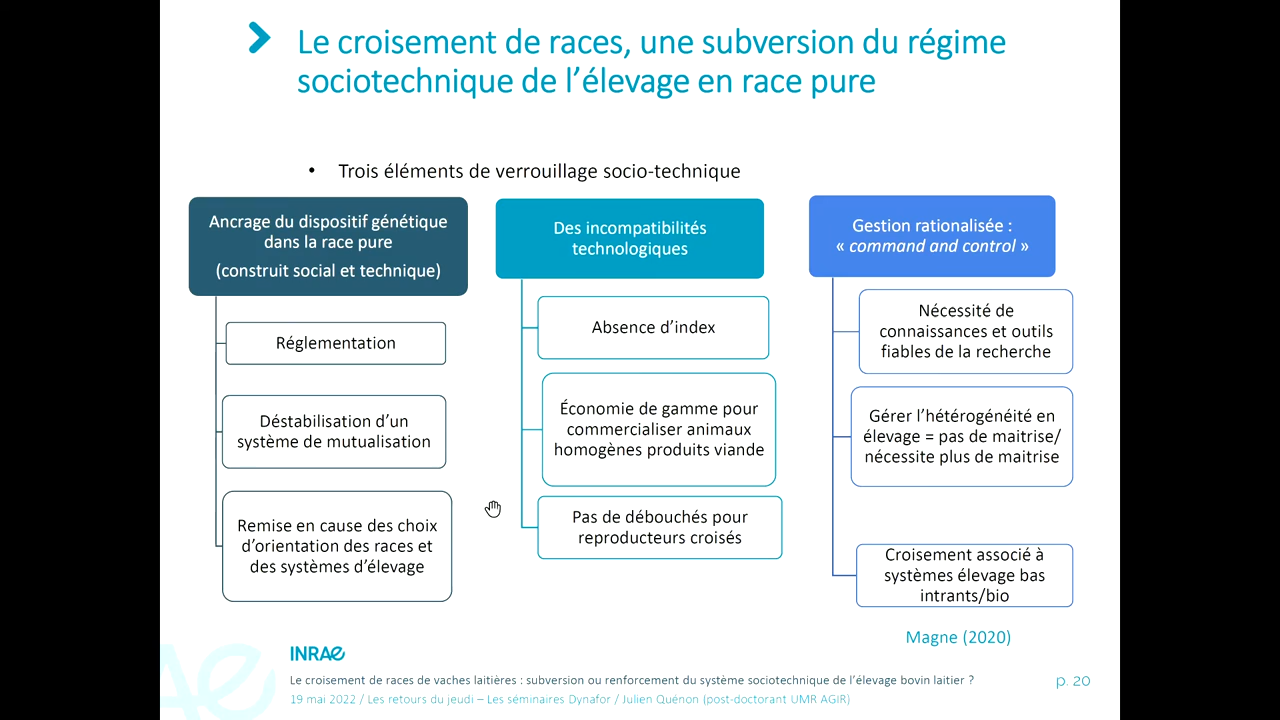 Le croisement de races, une subversion du régime
sociotechnique de l’élevage en race pure
• Trois éléments de verrouillage socio-technique
Ancrage du dispositif génétique
dans la race pure
(construit social et technique)
Réglementation
Déstabilisation d’un
système de mutualisation
Remise en cause des choix
d’orientation des races et
des systèmes d’élevage
Des incompatibilités
technologiques
Absence d’index
Économie de gamme pour
commercialiser animaux
homogènes produits viande
Pas de débouchés pour
reproducteurs croisés
Gestion rationalisée :
« command and control »
Nécessité de
connaissances et outils
fiables de la recherche
Gérer l’hétérogénéité en
élevage = pas de maitrise/
nécessite plus de maitrise
Croisement associé à
systèmes élevage bas
intrants/bio
Magne (2020)
INRAE
Le croisement de races de vaches laitières : subversion ou renforcement du système sociotechnique de l’élevage bovin laitier ?
19 mai 2022 / Les retours du jeudi – Les séminaires Dynafor / Julien Quénon (post-doctorant UMR AGIR)
p. 20